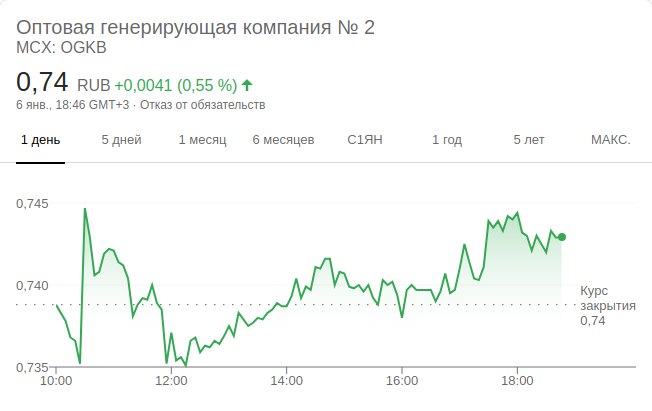 Оптовая генерирующая компания № 2
MCX: OGKB
0,74 RUB +0,0041 (0,55 %)
6 янв., 18:46 GMT+3 · Отказ от обязательств
1 день 5 дней 1 месяц 6 месяцев С1ЯН 1 год 5 лет МАКС.
0,745
0,740
Курс
закрытия
0,74
0,735
10:00 12:00 14:00 16:00 18:00